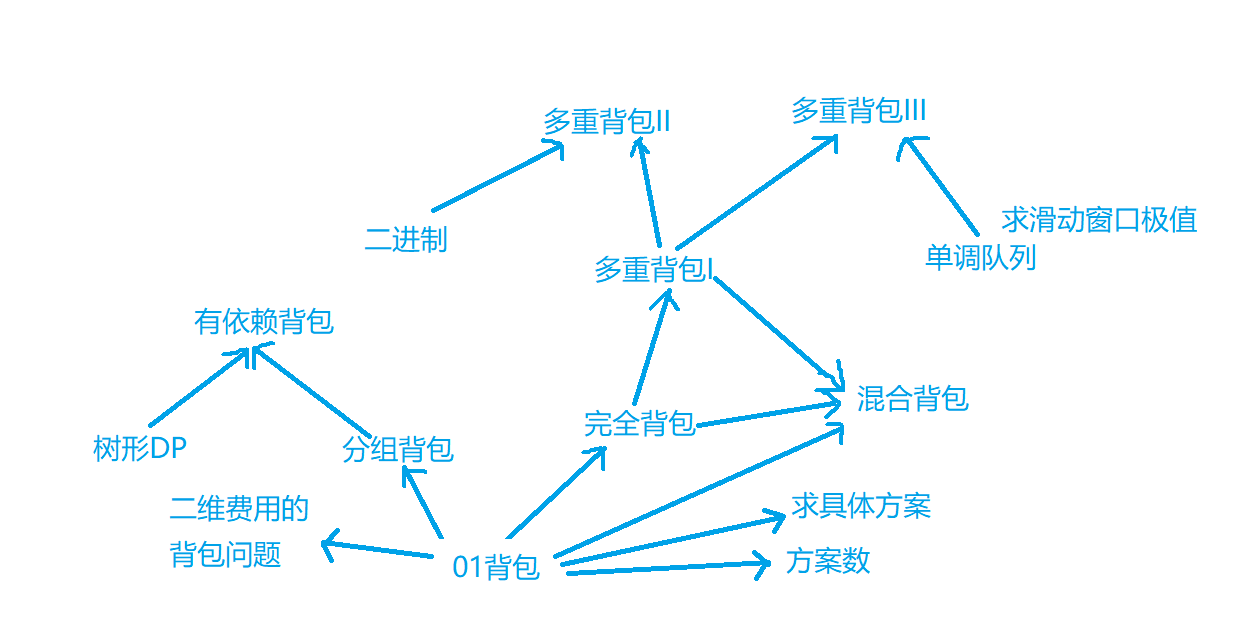 多重背包II
多重背包III
二进制
求滑动窗口极值
单调队列
多重背包I
有依赖背包
混合背包
完全背包
树形DP
分组背包
二维费用的
背包问题
求具体方案
01背包
方案数